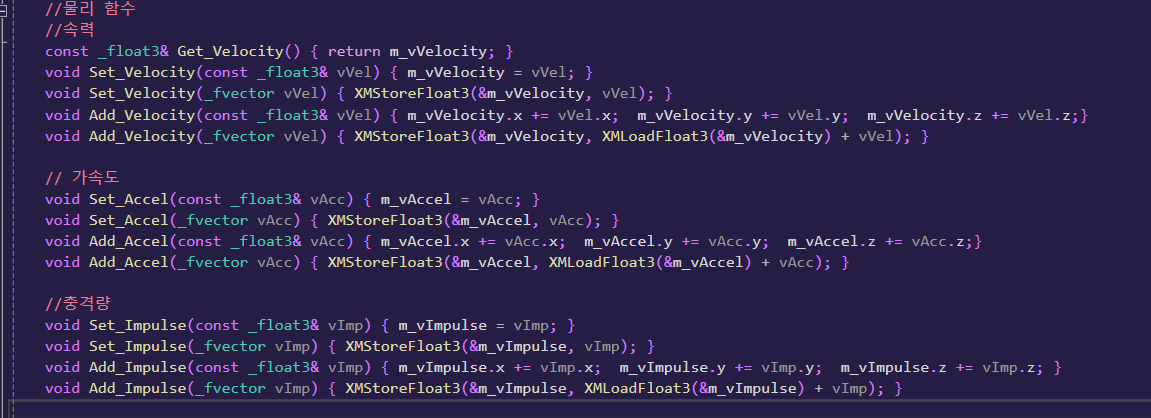 //물리 함수
//속력
const _float3& Get_Velocity() { return m_vVelocity; }
void Set_Velocity(const _float3& vVel) { m_vVelocity = vVel; }
void Set_Velocity(_fvector vVel) { XMStoreFloat3(&m_vVelocity, vVel); }
void Add_Velocity(const _float3& vVel) { m_vVelocity.x += vVel.x;  m_vVelocity.y += vVel.y;  m_vVelocity.z += vVel.z;}
void Add_Velocity(_fvector vVel) { XMStoreFloat3(&m_vVelocity, XMLoadFloat3(&m_vVelocity) + vVel); }
// 가속도
void Set_Accel(const _float3& vAcc) { m_vAccel = vAcc; }
void Set_Accel(_fvector vAcc) { XMStoreFloat3(&m_vAccel, vAcc); }
void Add_Accel(const _float3& vAcc) { m_vAccel.x += vAcc.x;  m_vAccel.y += vAcc.y;  m_vAccel.z += vAcc.z;}
void Add_Accel(_fvector vAcc) { XMStoreFloat3(&m_vAccel, XMLoadFloat3(&m_vAccel) + vAcc); }
//충격량
void Set_Impulse(const _float3& vImp) { m_vImpulse = vImp; }
void Set_Impulse(_fvector vImp) { XMStoreFloat3(&m_vImpulse, vImp); }
void Add_Impulse(const _float3& vImp) { m_vImpulse.x += vImp.x;  m_vImpulse.y += vImp.y;  m_vImpulse.z += vImp.z; }
void Add_Impulse(_fvector vImp) { XMStoreFloat3(&m_vImpulse, XMLoadFloat3(&m_vImpulse) + vImp); }